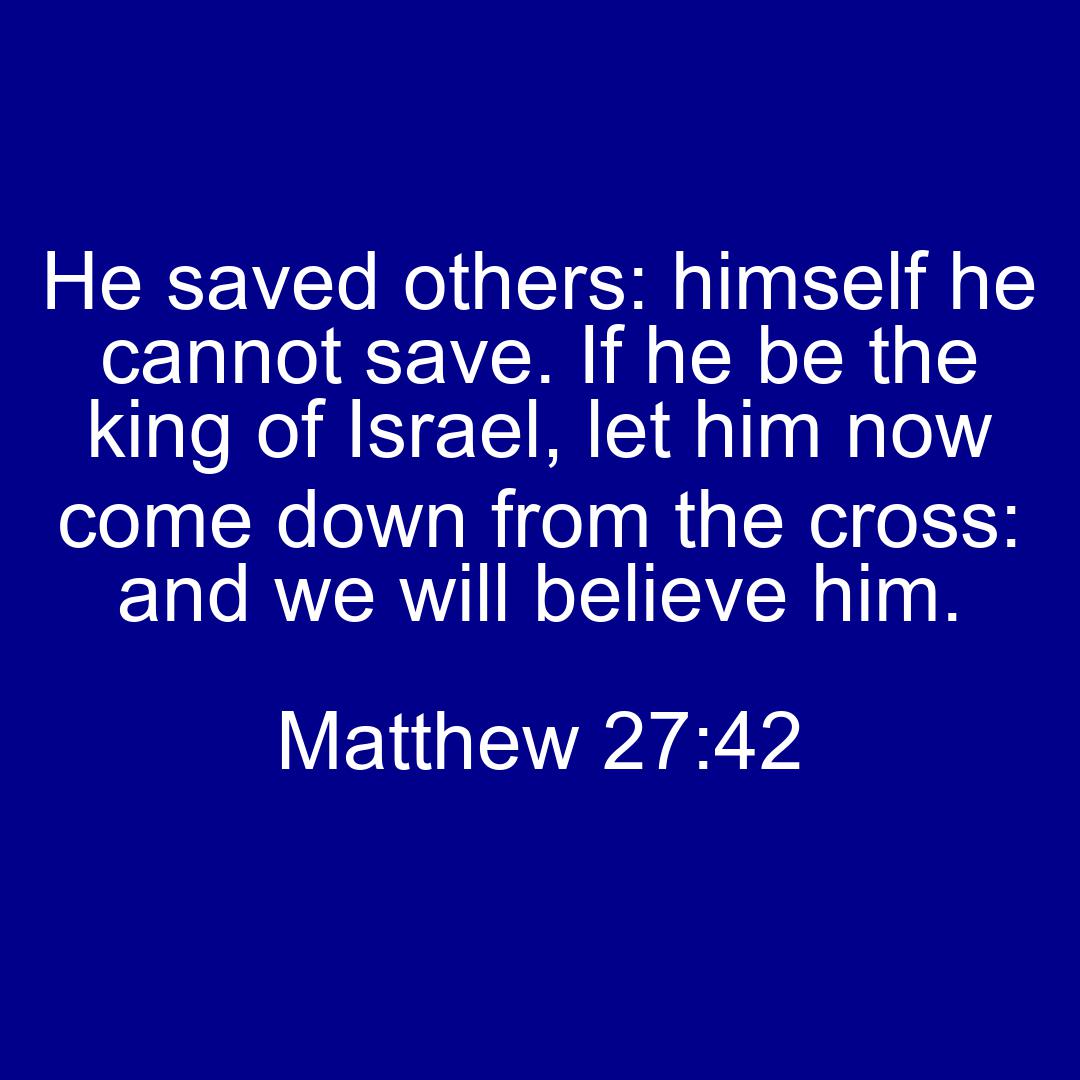 He saved others: himself he
cannot save. If he be the
king of Israel, let him now
come down from the cross:
and we will believe him.
Matthew 27:42